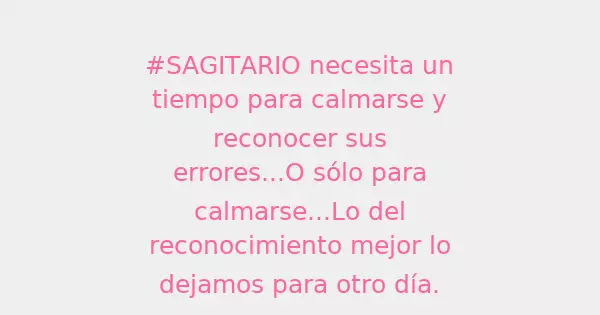 #SAGITARIO necesita un
tiempo para calmarse y
reconocer sus
errores...O sólo para
calmarse...Lo del
reconocimiento mejor lo
dejamos para otro día.